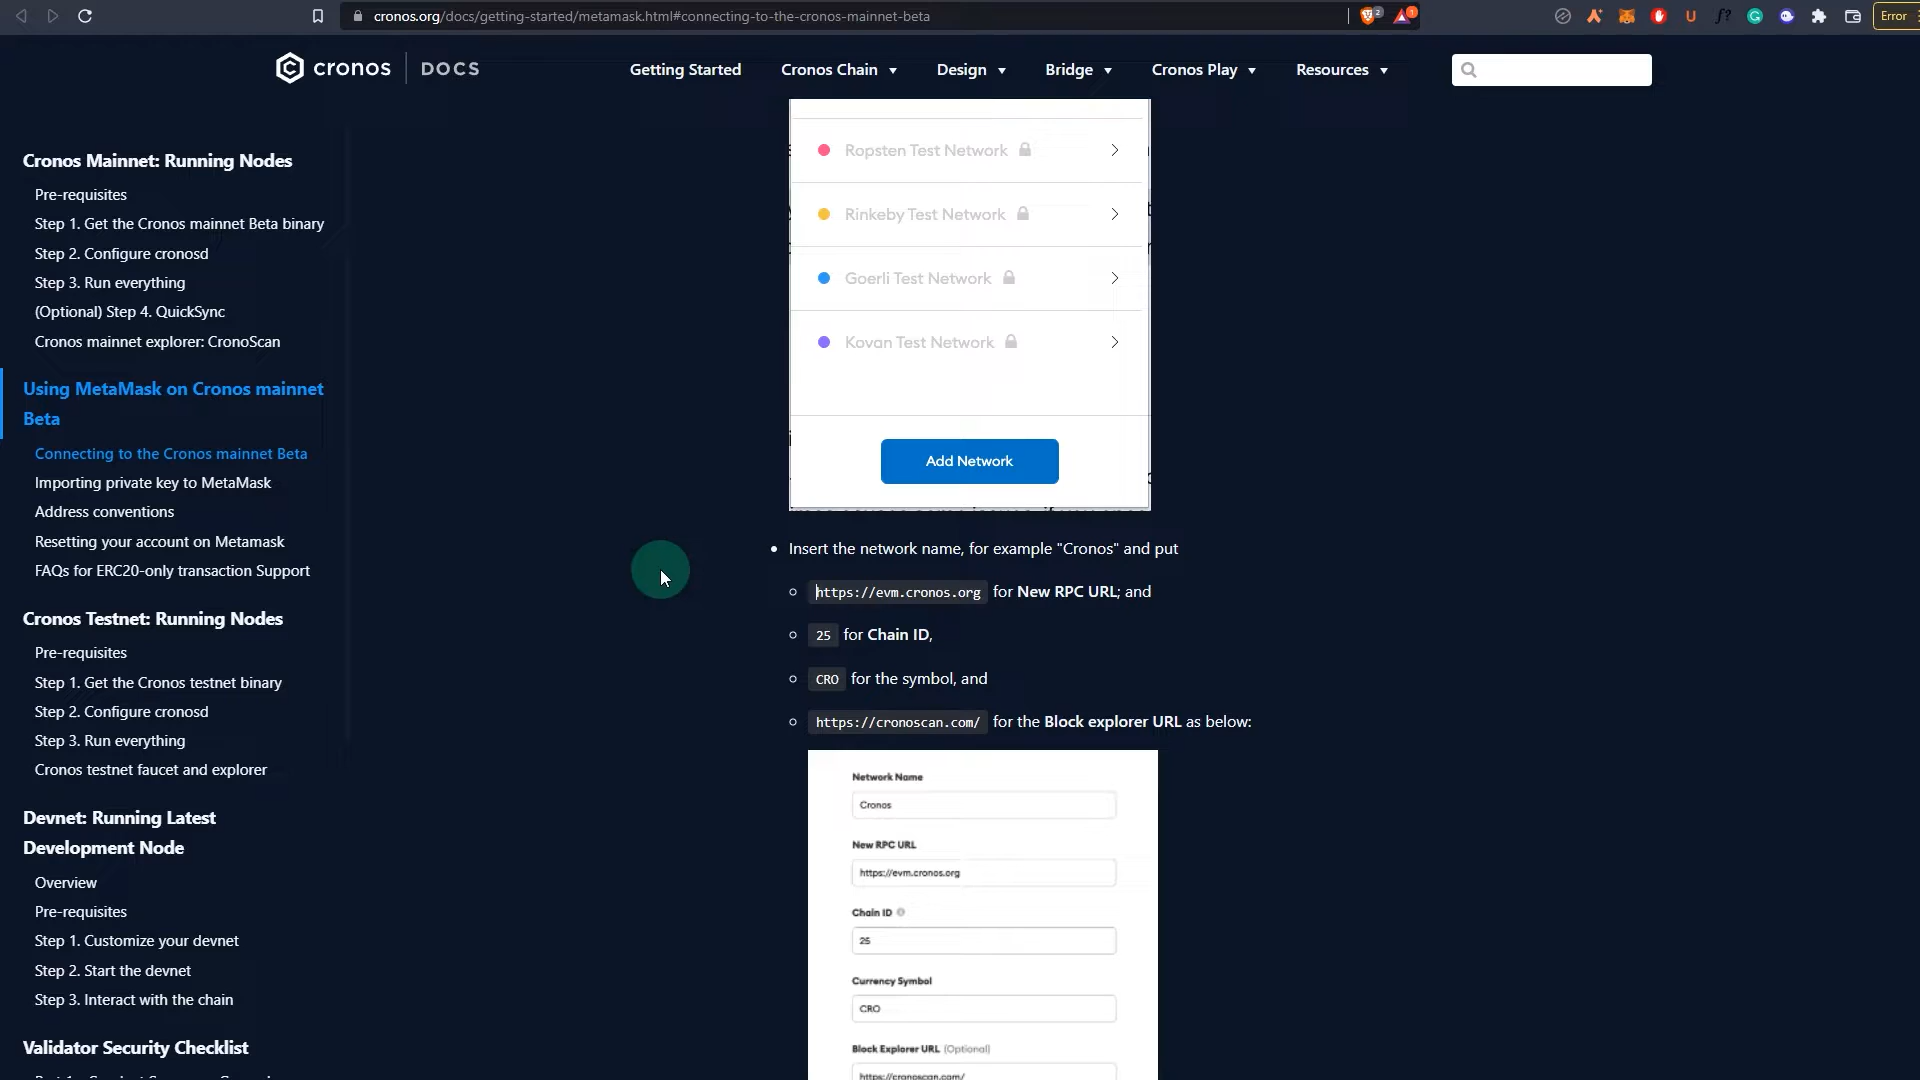 cronos.org/docs/getting-started/metamask.html#connecting-to-the-cronos-mainnet-beta
2
1
Error
cronos DOCS
Getting Started
Cronos Chain
Design
Bridge
Cronos Play
Resources
Cronos Mainnet: Running Nodes
Pre-requisites
Step 1. Get the Cronos mainnet Beta binary
Step 2. Configure cronosd
Step 3. Run everything
(Optional) Step 4. QuickSync
Cronos mainnet explorer: CronoScan
Using MetaMask on Cronos mainnet
Beta
Connecting to the Cronos mainnet Beta
Importing private key to MetaMask
Address conventions
Resetting your account on Metamask
FAQs for ERC20-only transaction Support
Cronos Testnet: Running Nodes
Pre-requisites
Step 1. Get the Cronos testnet binary
Step 2. Configure cronosd
Step 3. Run everything
Cronos testnet faucet and explorer
Devnet: Running Latest
Development Node
Overview
Pre-requisites
Step 1. Customize your devnet
Step 2. Start the devnet
Step 3. Interact with the chain
Validator Security Checklist
Ropsten Test Network
Rinkeby Test Network
Goerli Test Network
Kovan Test Network
Add Network
Insert the network name, for example "Cronos" and put
https://evm.cronos.org for New RPC URL; and
25 for Chain ID,
CRO for the symbol, and
https://cronoscan.com/ for the Block explorer URL as below:
Network Name
Cronos
New RPC URL
https://evm.cronos.org
Chain ID
25
Currency Symbol
CRO
Block Explorer URL (Optional)
https://cronoscan.com/